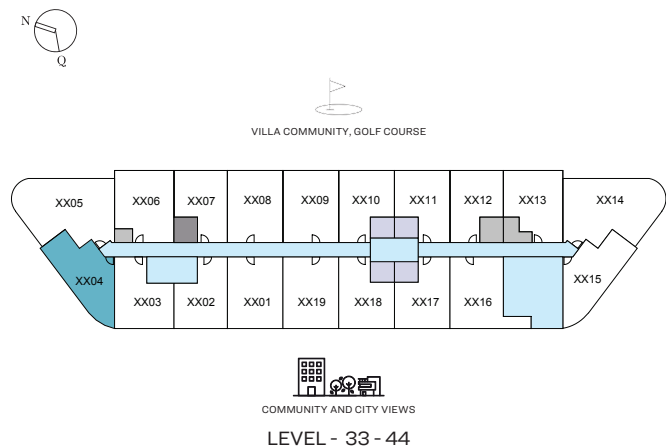 N
Q
VILLA COMMUNITY, GOLF COURSE
XX05
XX06
XX07
XX08
XX09
XX10
XX11
XX12
XX13
XX14
XX04
XX15
XX03
XX02
XX01
XX19
XX18
XX17
XX16
COMMUNITY AND CITY VIEWS
LEVEL - 33 - 44